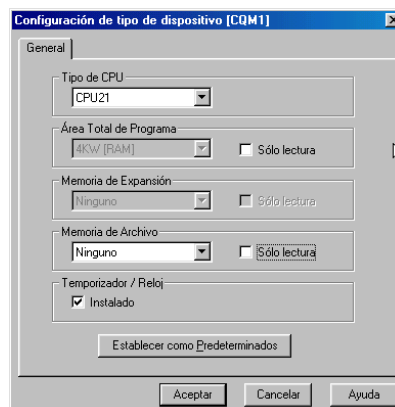 Configuración de tipo de dispositivo [CQM1]
General
Tipo de CPU
CPU21
Área Total de Programa
4KW [RAM]
Sólo lectura
Memoria de Expansión
Ninguno
Sólo lectura
Memoria de Archivo
Ninguno
Sólo lectura
Temporizador / Reloj
Instalado
Establecer como Predeterminados
Aceptar Cancelar Ayuda